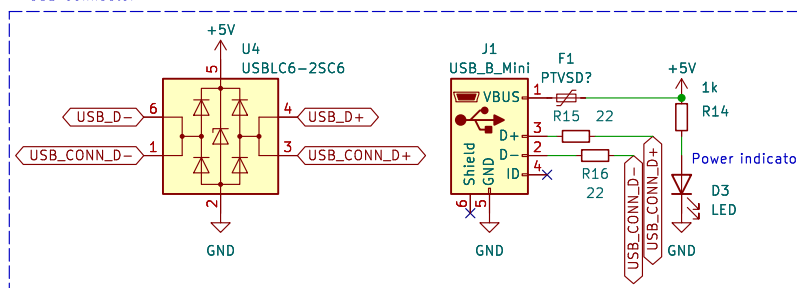 +5V
U4
USBLC6-2SC6
5
USB_D-
6
4
USB_D+
USB_CONN_D-
1
3
USB_CONN_D+
2
GND
J1
USB_B_Mini
F1
PTVSD?
VBUS
1
R15
22
D+
3
D-
2
ID
4
R16
22
Shield
GND
6
5
GND
USB_CONN_D-
USB_CONN_D+
+5V
1k
R14
Power indicato
D3
LED
GND